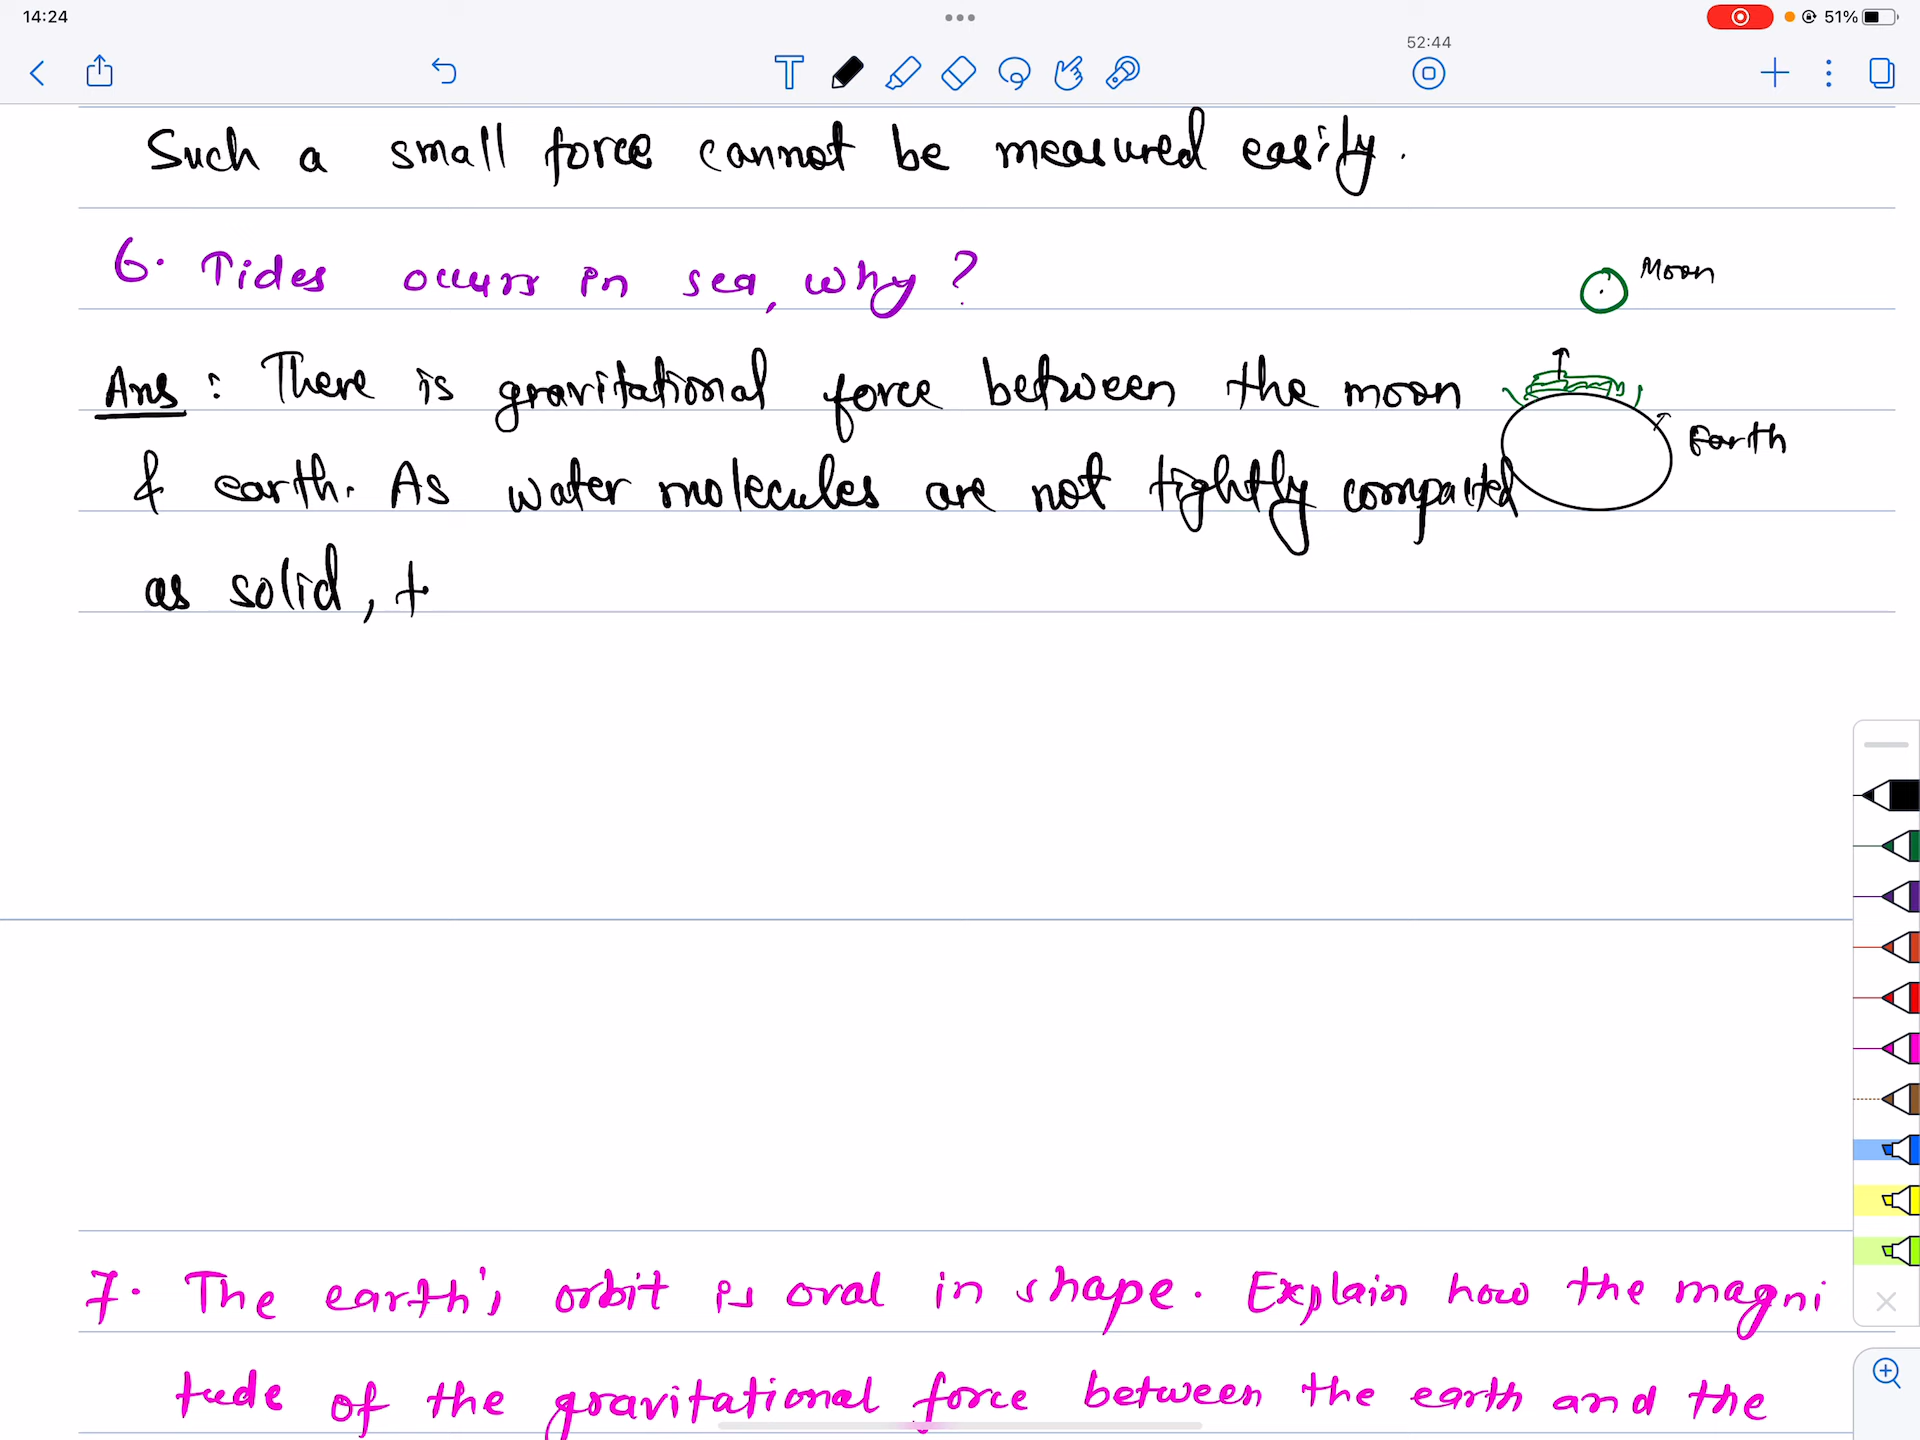 14:24
51%
52:44
Such a small force cannot be measured easily.
6. Tides occurs in sea, why?
Moon
Ans: There is gravitational force between the moon
Earth
& earth. As water molecules are not tightly compacted
as solid, t
7. The earth's orbit is oval in shape. Explain how the magni
tude of the gravitational force between the earth and the